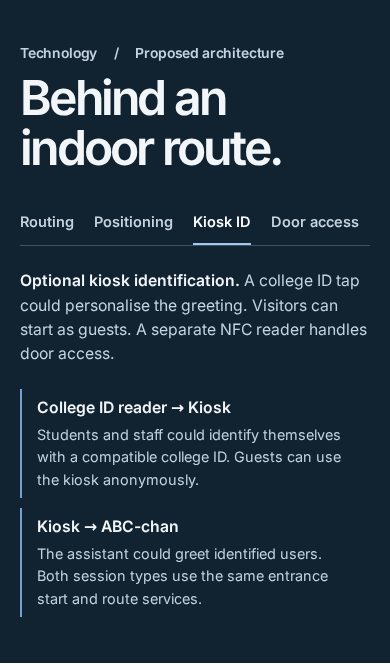 Technology / Proposed architecture
Behind an
indoor route.
Routing Positioning Kiosk ID Door access
Optional kiosk identification. A college ID tap
could personalise the greeting. Visitors can
start as guests. A separate NFC reader handles
door access.
College ID reader → Kiosk
Students and staff could identify themselves
with a compatible college ID. Guests can use
the kiosk anonymously.
Kiosk → ABC-chan
The assistant could greet identified users.
Both session types use the same entrance
start and route services.